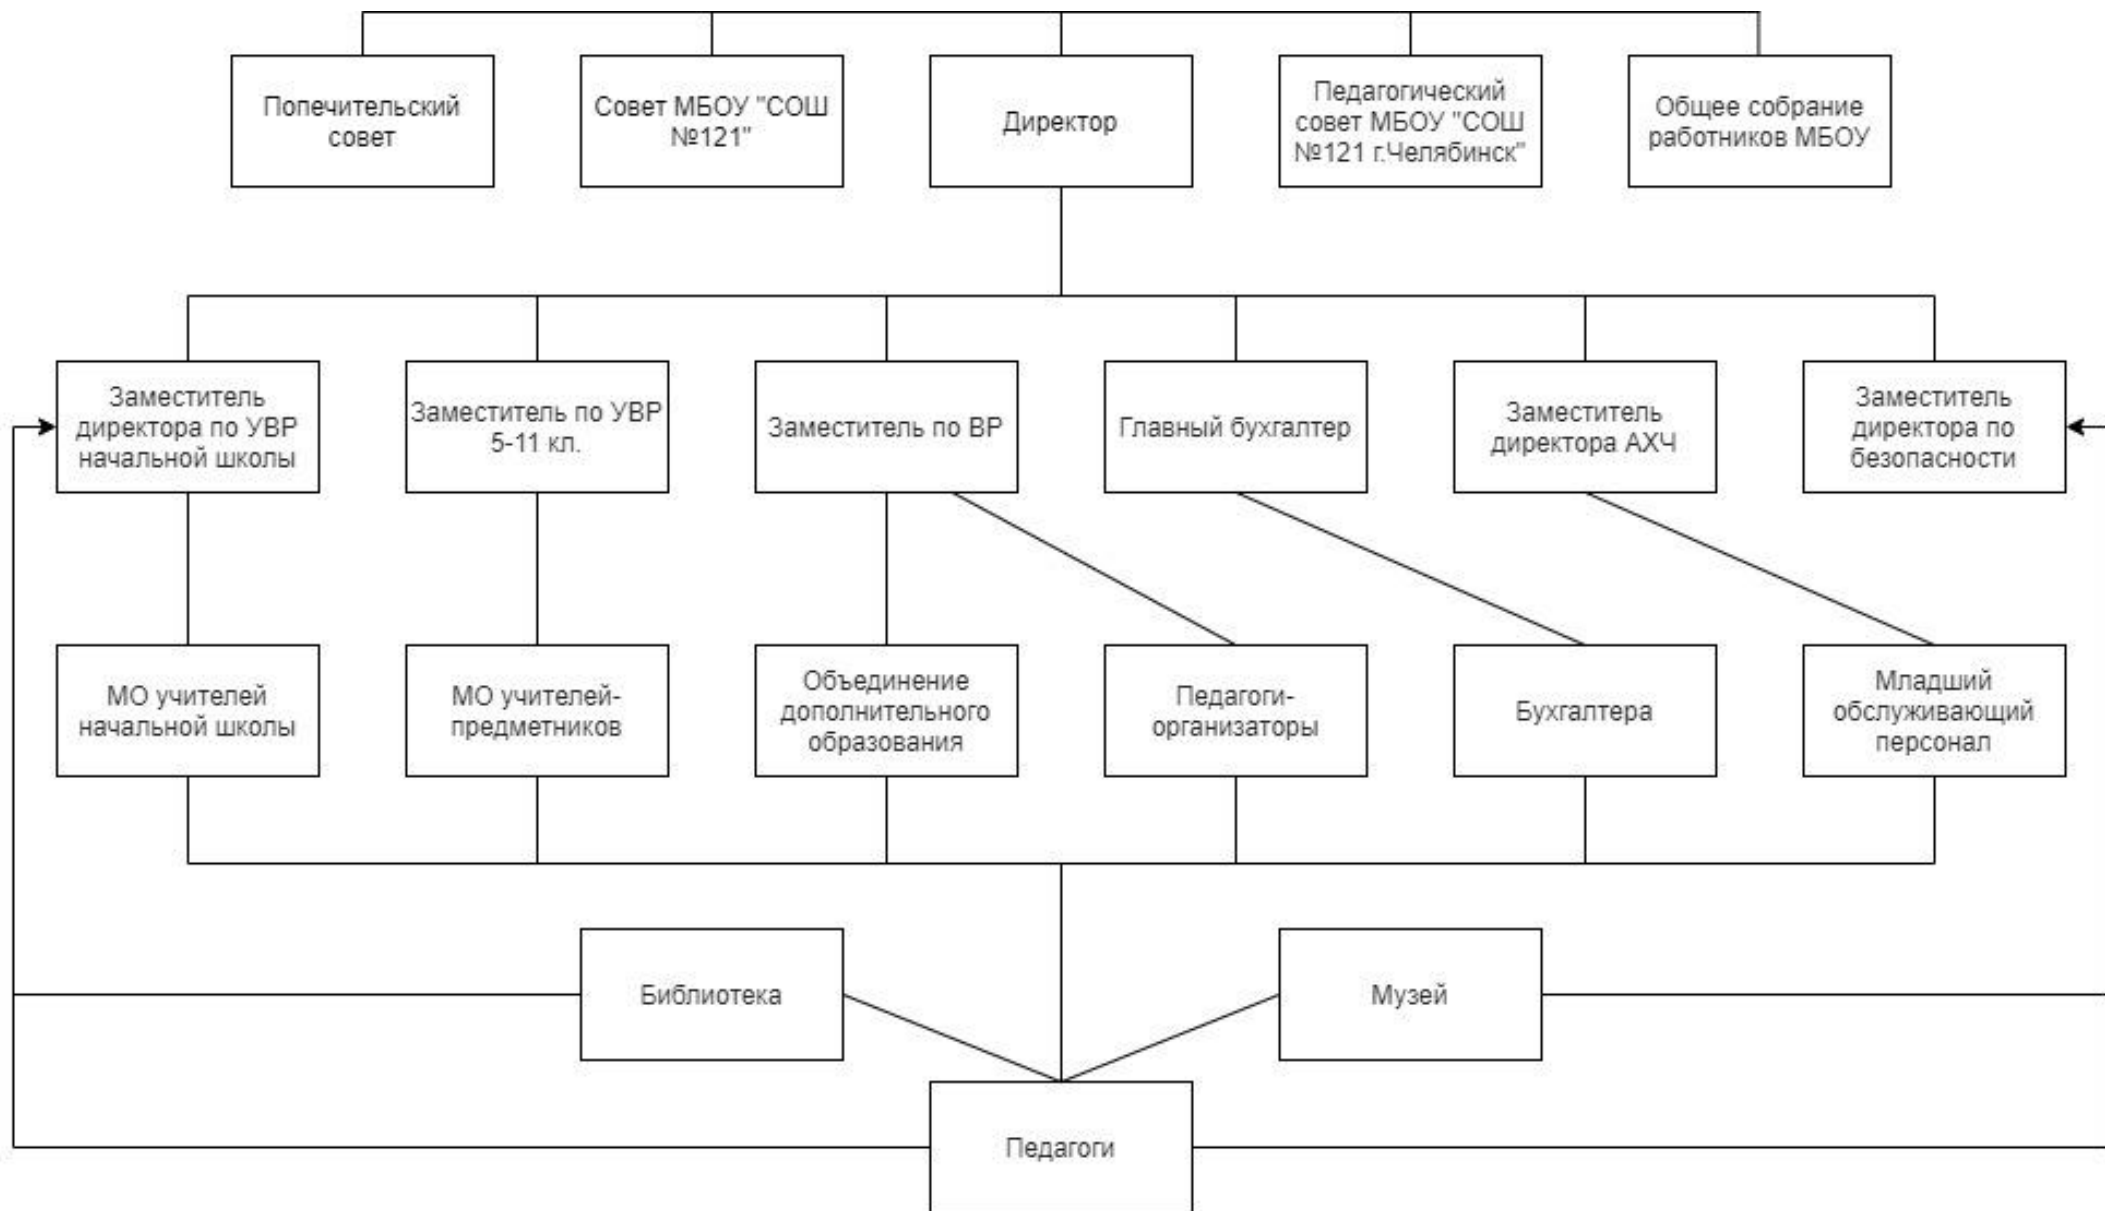 Попечительский
совет
Совет МБОУ "СОШ
№121"
Директор
Педагогический
совет МБОУ "СОШ
№121 г.Челябинск"
Общее собрание
работников МБОУ
Заместитель
директора по УВР
начальной школы
Заместитель по УВР
5-11 кл.
Заместитель по ВР
Главный бухгалтер
Заместитель
директора АХЧ
Заместитель
директора по
безопасности
МО учителей
начальной школы
МО учителей-
предметников
Объединение
дополнительного
образования
Педагоги-
организаторы
Бухгалтера
Младший
обслуживающий
персонал
Библиотека
Музей
Педагоги